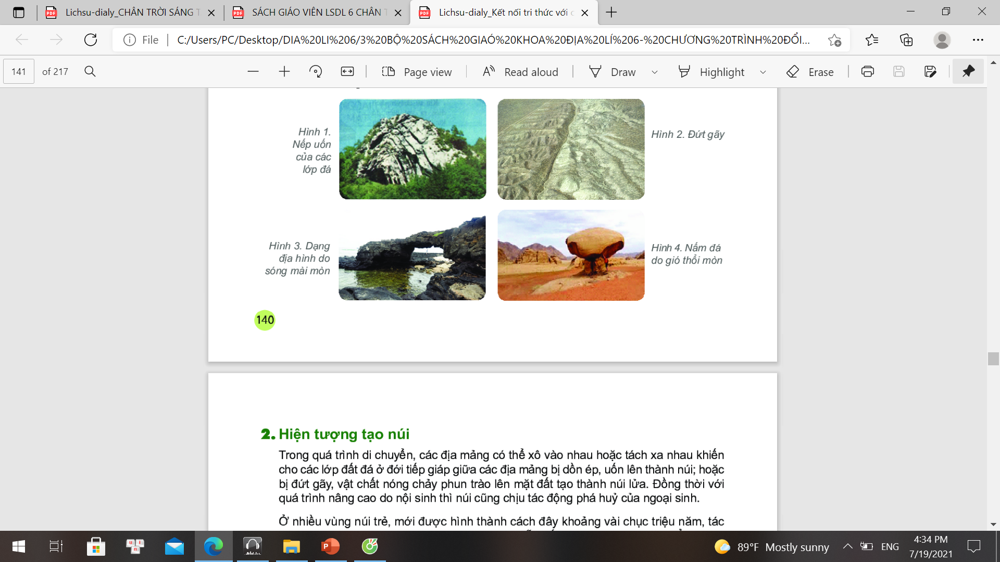 Lichsu-dialy_CHÂN TRỜI SÁNG T
SÁCH GIÁO VIÊN LSDL 6 CHÂN T
Lichsu-dialy_Kết nối tri thức với c
File
C:/Users/PC/Desktop/DIA%20LI%206/3%20BỘ%20SÁCH%20GIAÓ%20KHOA%20ĐỊA%20LÍ%206-%20CHƯƠNG%20TRÌNH%20ĐỔI...
141 of 217
Page view
Read aloud
Draw
Highlight
Erase
Hình 1.
Nếp uốn
của các
lớp đá
Hình 2. Đứt gãy
Hình 3. Dạng
địa hình do
sóng mài mòn
Hình 4. Nấm đá
do gió thổi mòn
140
2. Hiện tượng tạo núi
Trong quá trình di chuyển, các địa mảng có thể xô vào nhau hoặc tách xa nhau khiến
cho các lớp đất đá ở đới tiếp giáp giữa các địa mảng bị dồn ép, uốn lên thành núi; hoặc
bị đứt gãy, vật chất nóng chảy phun trào lên mặt đất tạo thành núi lửa. Đồng thời với
quá trình nâng cao do nội sinh thì núi cũng chịu tác động phá huỷ của ngoại sinh.
Ở nhiều vùng núi trẻ, mới được hình thành cách đây khoảng vài chục triệu năm, tác
89°F Mostly sunny
ENG
4:34 PM
7/19/2021